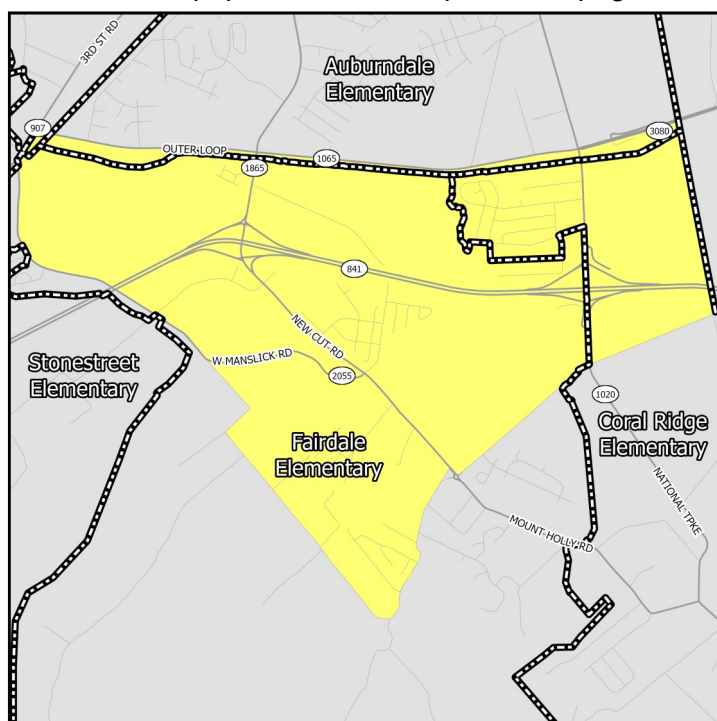 3RD ST RD
Auburndale
Elementary
907
3080
OUTER LOOP
1065
1865
841
NEW CUT RD
Stonestreet
Elementary
W MANSLICK RD
2055
1020
Fairdale
Elementary
Coral Ridge
Elementary
NATIONAL TPKE
MOUNT HOLLY RD